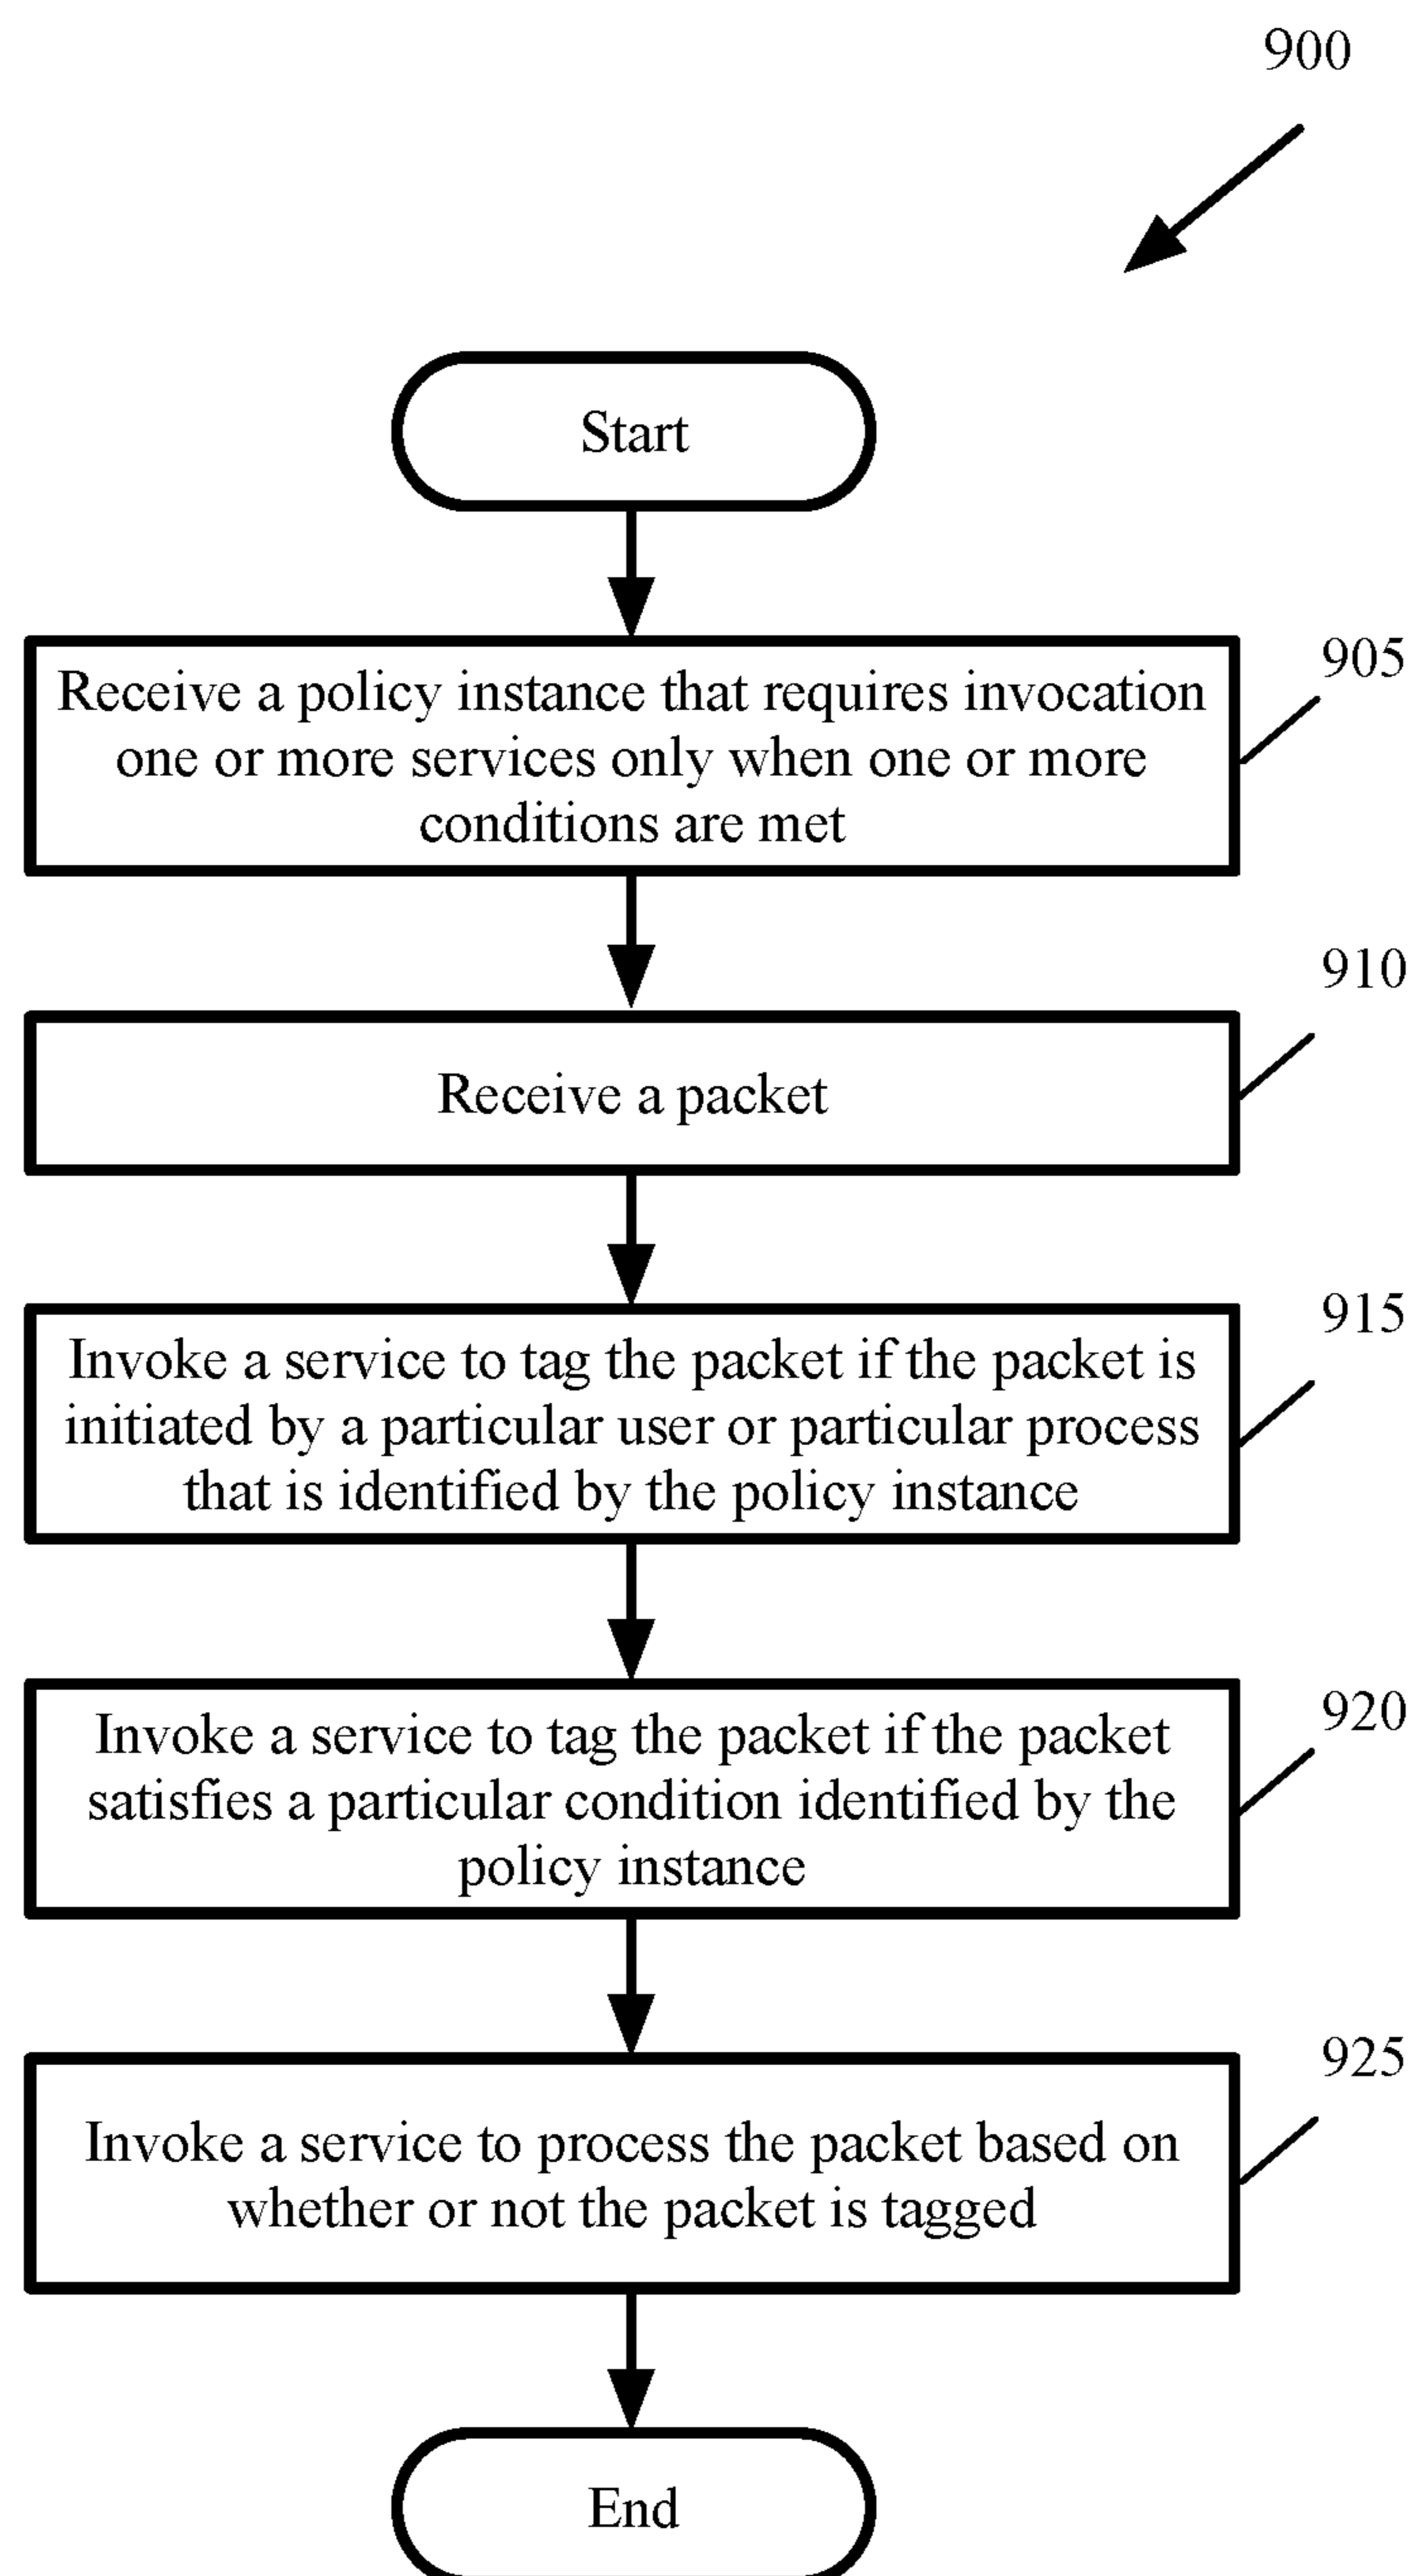 900
Start
Receive a policy instance that requires invocation
one or more services only when one or more
conditions are met
905
Receive a packet
910
Invoke a service to tag the packet if the packet is
initiated by a particular user or particular process
that is identified by the policy instance
915
Invoke a service to tag the packet if the packet
satisfies a particular condition identified by the
policy instance
920
Invoke a service to process the packet based on
whether or not the packet is tagged
925
End